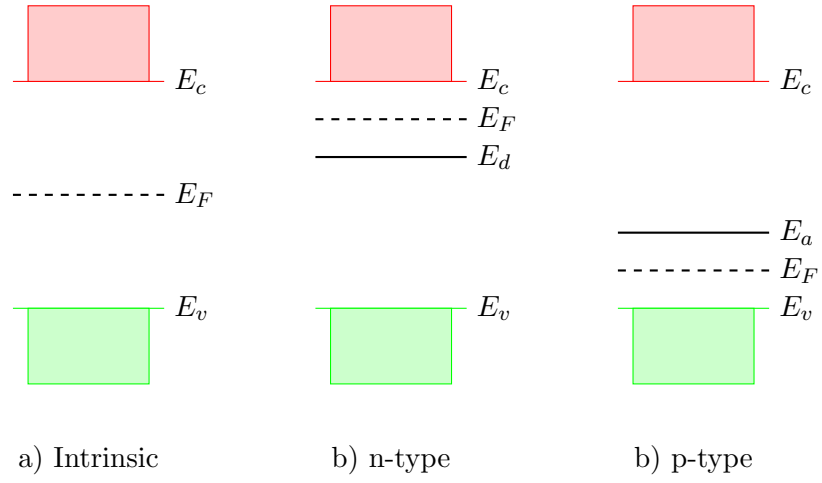 E_c
E_F
E_v
a) Intrinsic
E_c
E_F
E_d
E_v
b) n-type
E_c
E_a
E_F
E_v
b) p-type